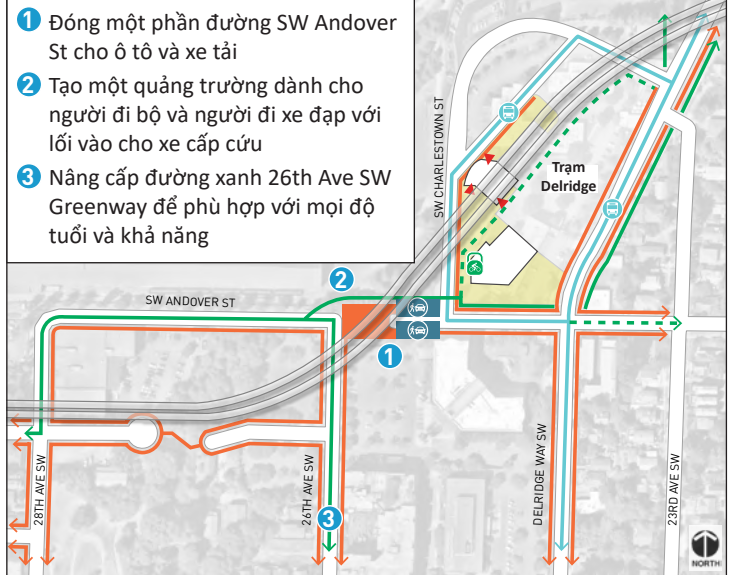 1 Đóng một phần đường SW Andover
St cho ô tô và xe tải
2 Tạo một quảng trường dành cho
người đi bộ và người đi xe đạp với
lối vào cho xe cấp cứu
3 Nâng cấp đường xanh 26th Ave SW
Greenway để phù hợp với mọi độ
tuổi và khả năng
SW CHARLESTOWN ST
Trạm
Delridge
2
SW ANDOVER ST
1
28TH AVE SW
26TH AVE SW
3
DELRIDGE WAY SW
23RD AVE SW
NORTH